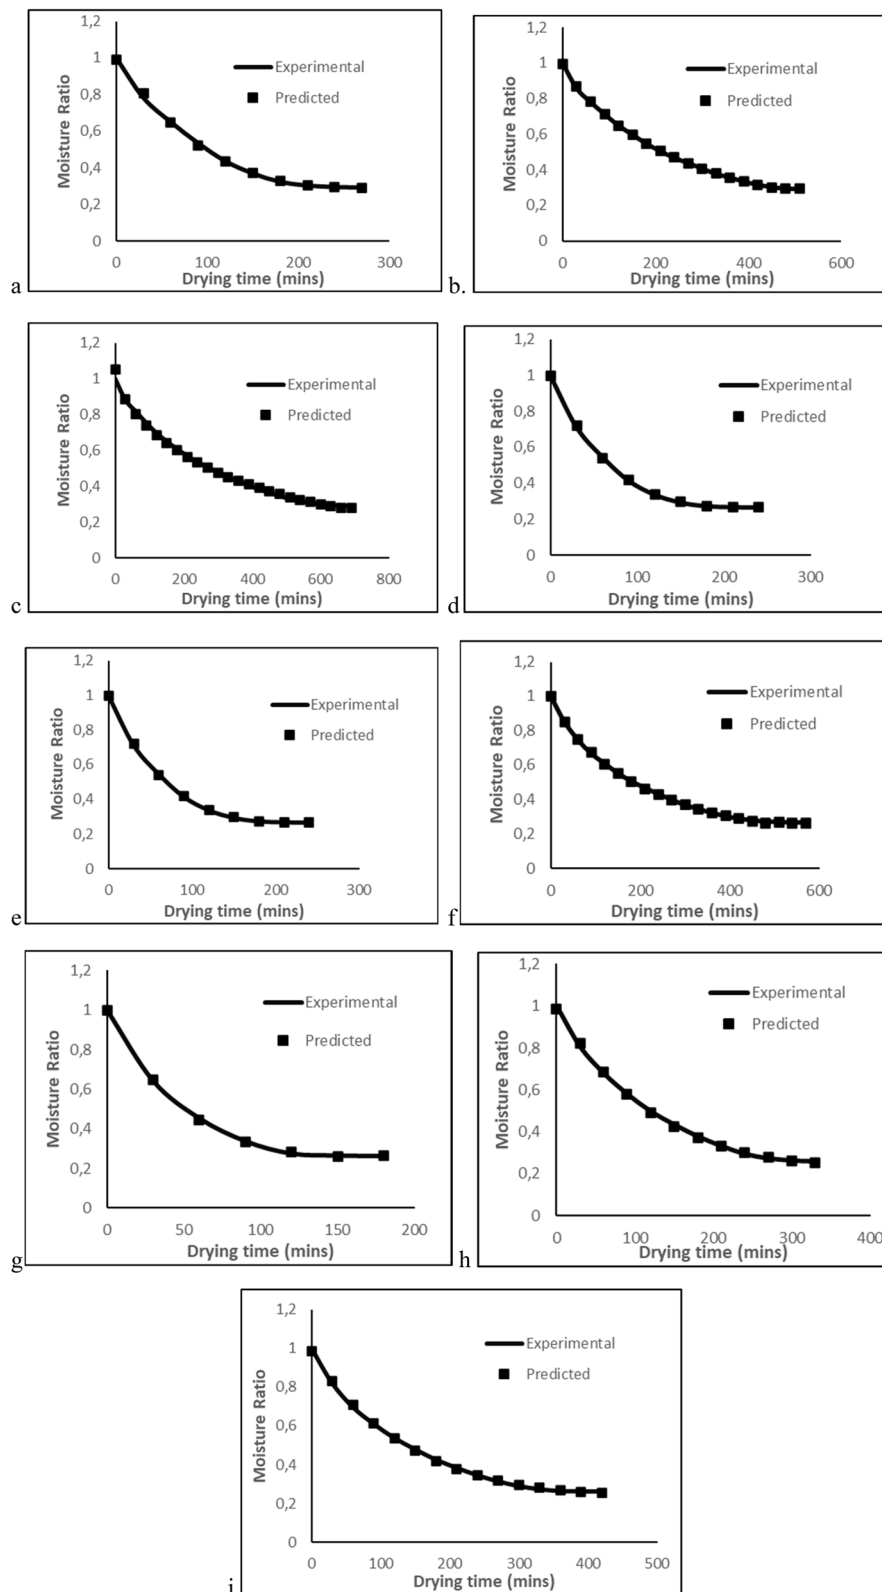 1,2
1
0,8
0,6
0,4
0,2
0
Moisture Ratio
Experimental
Predicted
0 100 200 300
Drying time (mins)
a
1,2
1
0,8
0,6
0,4
0,2
0
Moisture Ratio
Experimental
Predicted
0 200 400 600
Drying time (mins)
b.
1,2
1
0,8
0,6
0,4
0,2
0
Moisture Ratio
Experimental
Predicted
0 200 400 600 800
Drying time (mins)
c
1,2
1
0,8
0,6
0,4
0,2
0
Moisture Ratio
Experimental
Predicted
0 100 200 300
Drying time (mins)
d
1,2
1
0,8
0,6
0,4
0,2
0
Moisture Ratio
Experimental
Predicted
0 100 200 300
Drying time (mins)
e
1,2
1
0,8
0,6
0,4
0,2
0
Moisture Ratio
Experimental
Predicted
0 200 400 600
Drying time (mins)
f
1,2
1
0,8
0,6
0,4
0,2
0
Moisture Ratio
Experimental
Predicted
0 50 100 150 200
Drying time (mins)
g
1,2
1
0,8
0,6
0,4
0,2
0
Moisture Ratio
Experimental
Predicted
0 100 200 300 400
Drying time (mins)
h
1,2
1
0,8
0,6
0,4
0,2
0
Moisture Ratio
Experimental
Predicted
0 100 200 300 400 500
Drying time (mins)
i